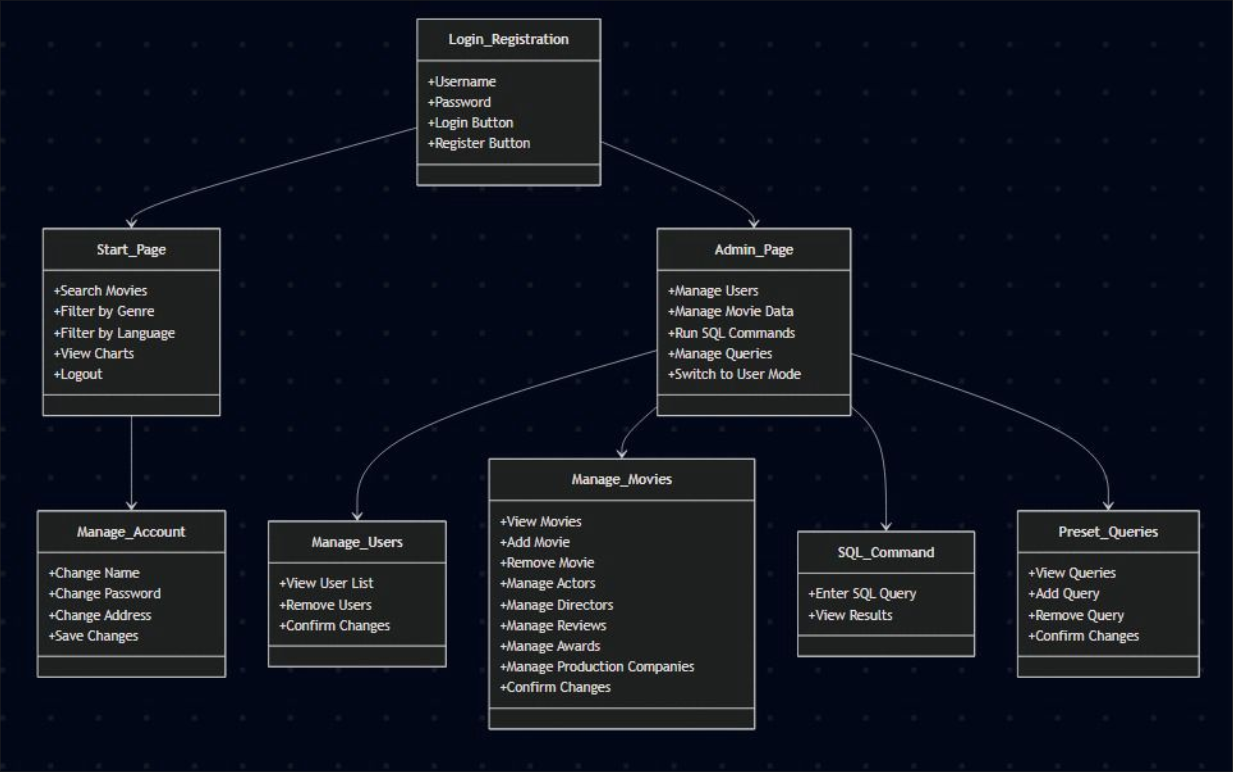 Login_Registration
+Username
+Password
+Login Button
+Register Button
Start_Page
+Search Movies
+Filter by Genre
+Filter by Language
+View Charts
+Logout
Admin_Page
+Manage Users
+Manage Movie Data
+Run SQL Commands
+Manage Queries
+Switch to User Mode
Manage_Account
+Change Name
+Change Password
+Change Address
+Save Changes
Manage_Users
+View User List
+Remove Users
+Confirm Changes
Manage_Movies
+View Movies
+Add Movie
+Remove Movie
+Manage Actors
+Manage Directors
+Manage Reviews
+Manage Awards
+Manage Production Companies
+Confirm Changes
SQL_Command
+Enter SQL Query
+View Results
Preset_Queries
+View Queries
+Add Query
+Remove Query
+Confirm Changes